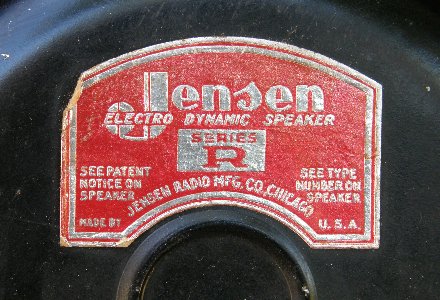 Jensen
ELECTRO DYNAMIC SPEAKER
SERIES
R
SEE PATENT
NOTICE ON
SPEAKER
SEE TYPE
NUMBER ON
SPEAKER
JENSEN RADIO MFG. CO. CHICAGO
MADE BY
U.S.A.